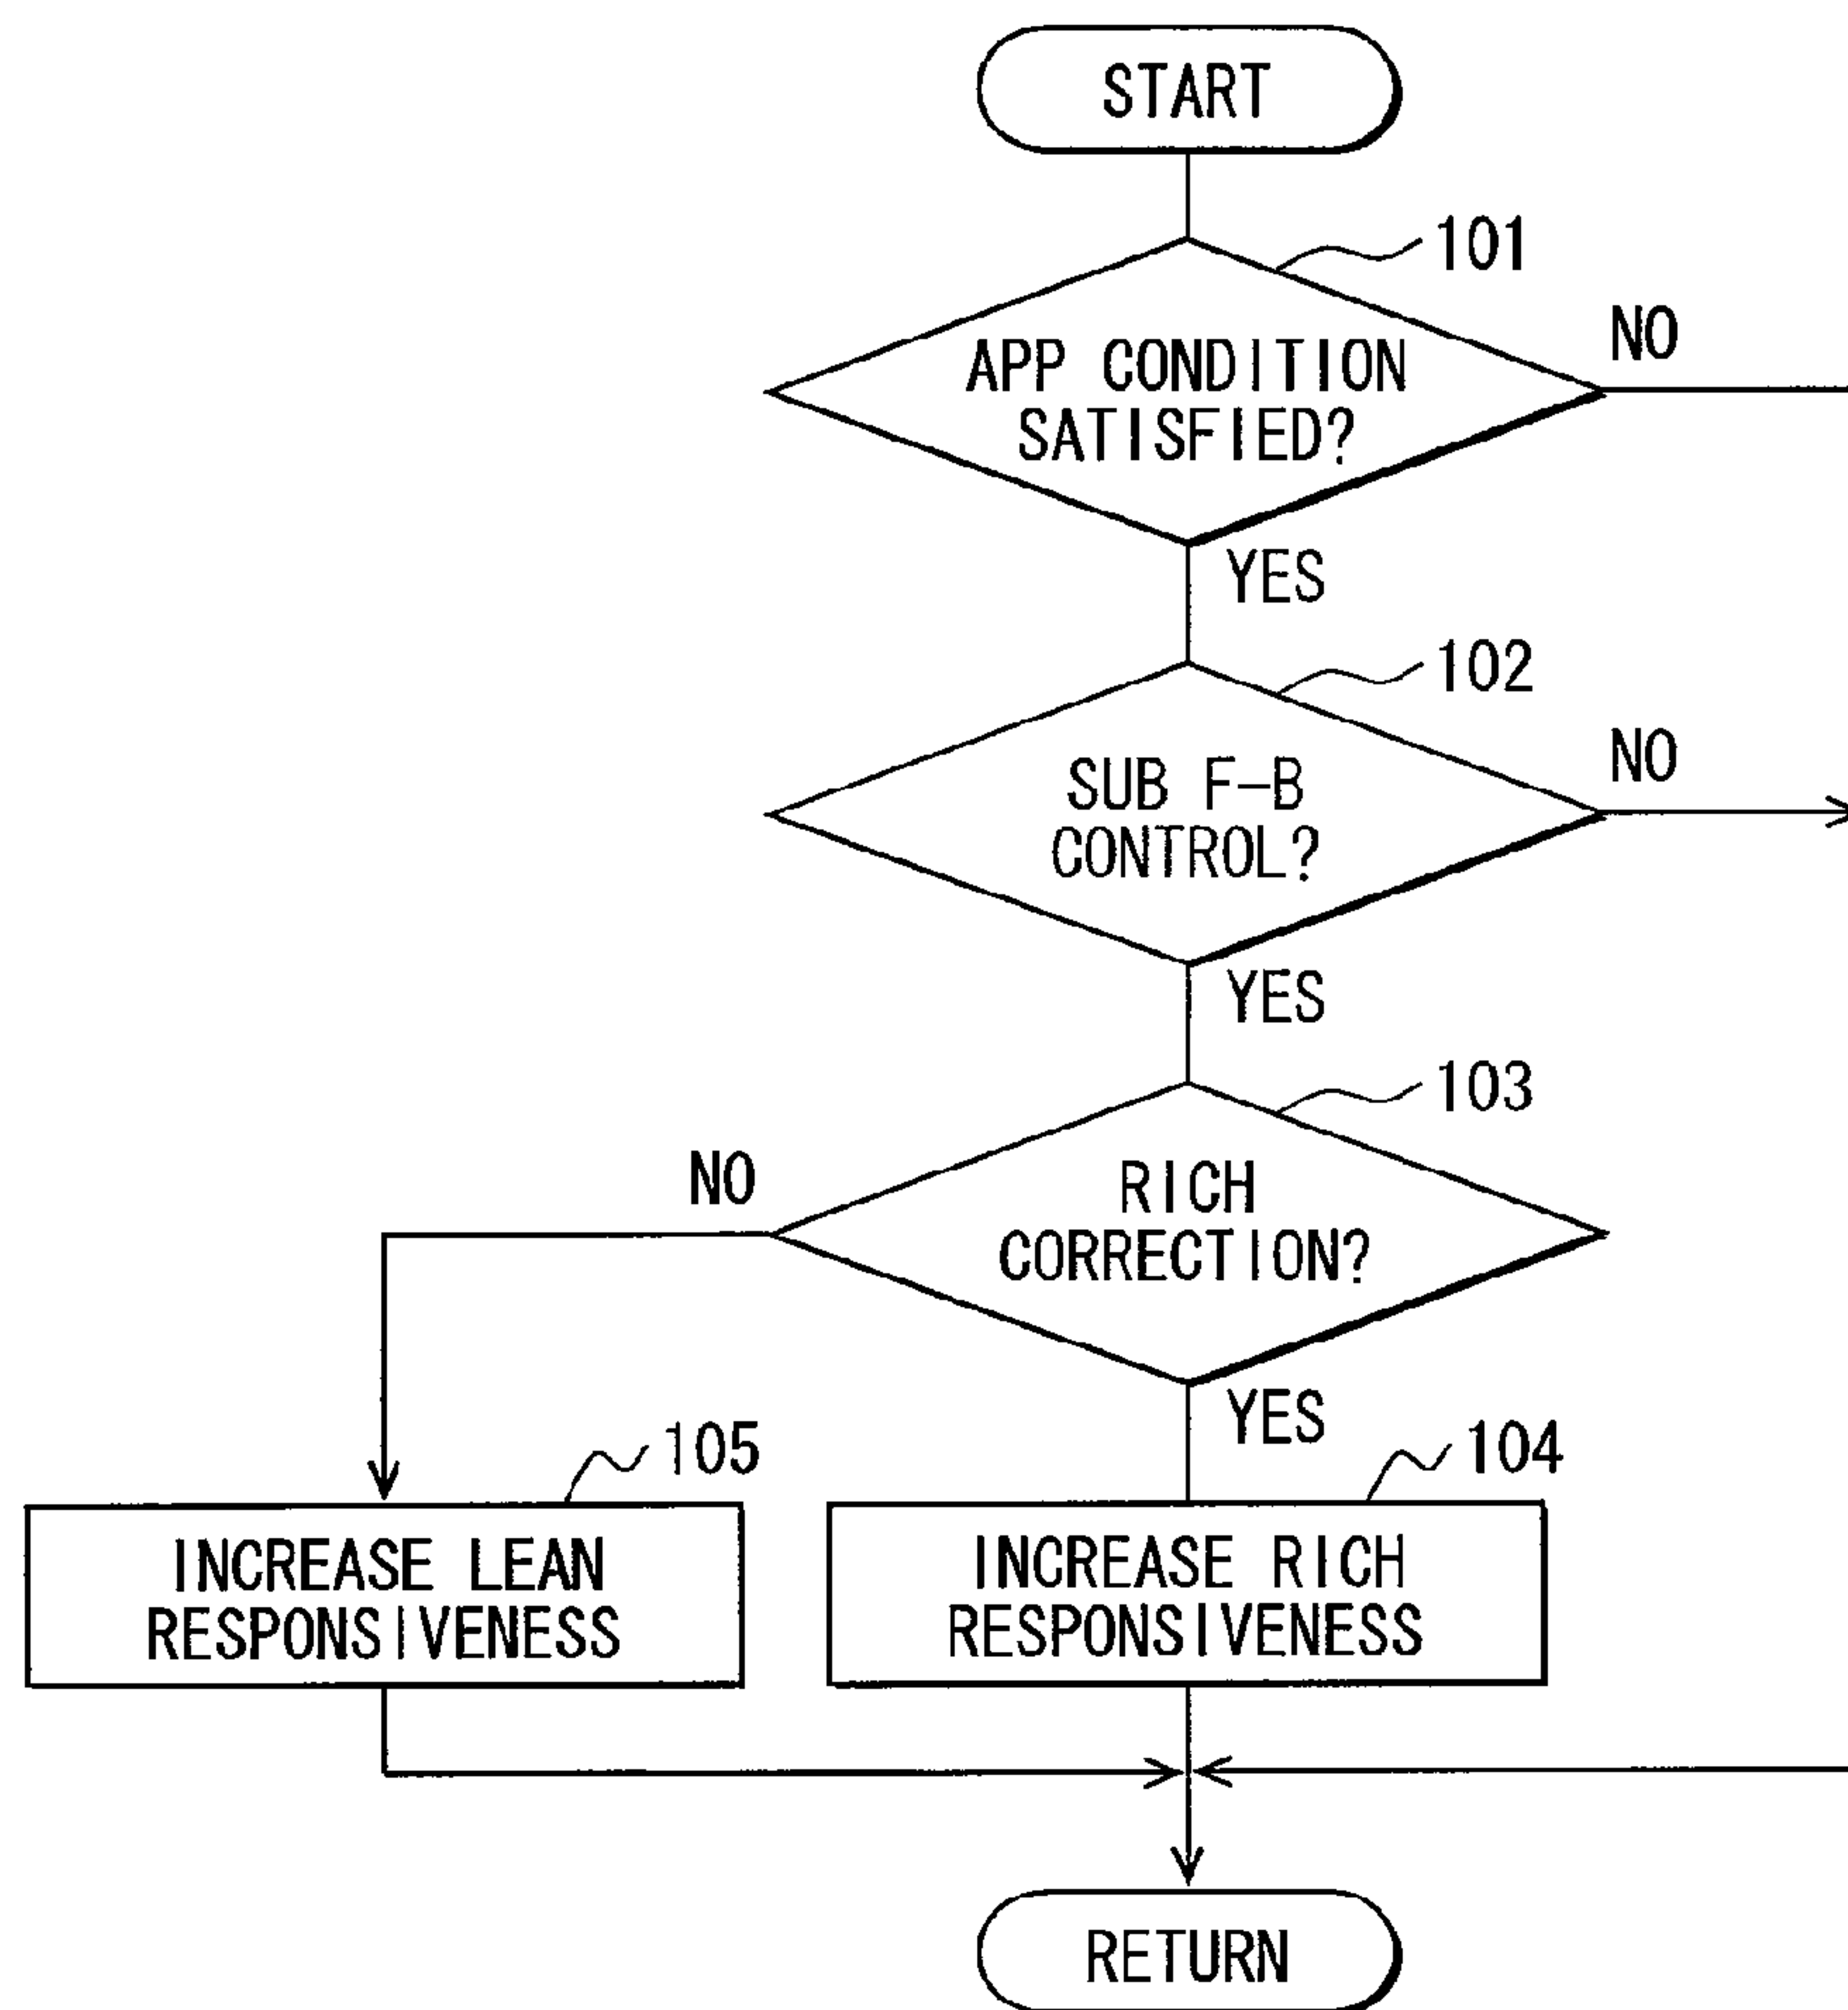 START
101
APP CONDITION
SATISFIED?
NO
YES
102
SUB F-B
CONTROL?
NO
YES
103
RICH
CORRECTION?
NO
YES
105
104
INCREASE LEAN
RESPONSIVENESS
INCREASE RICH
RESPONSIVENESS
RETURN